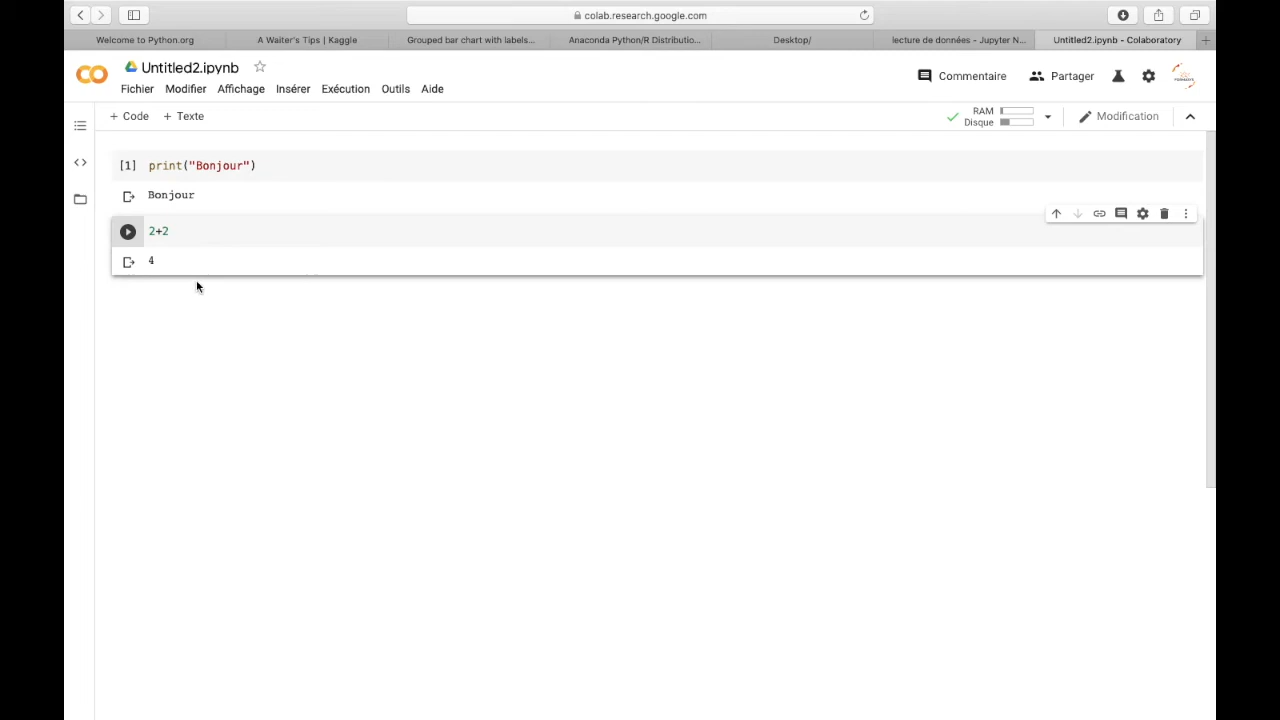 colab.research.google.com
Welcome to Python.org
A Waiter's Tips | Kaggle
Grouped bar chart with labels...
Anaconda Python/R Distributio...
Desktop/
lecture de données - Jupyter N...
Untitled2.ipynb - Colaboratory
Untitled2.ipynb
Fichier Modifier Affichage Insérer Exécution Outils Aide
Commentaire
Partager
+ Code + Texte
RAM
Disque
Modification
[1] print("Bonjour")
Bonjour
2+2
4